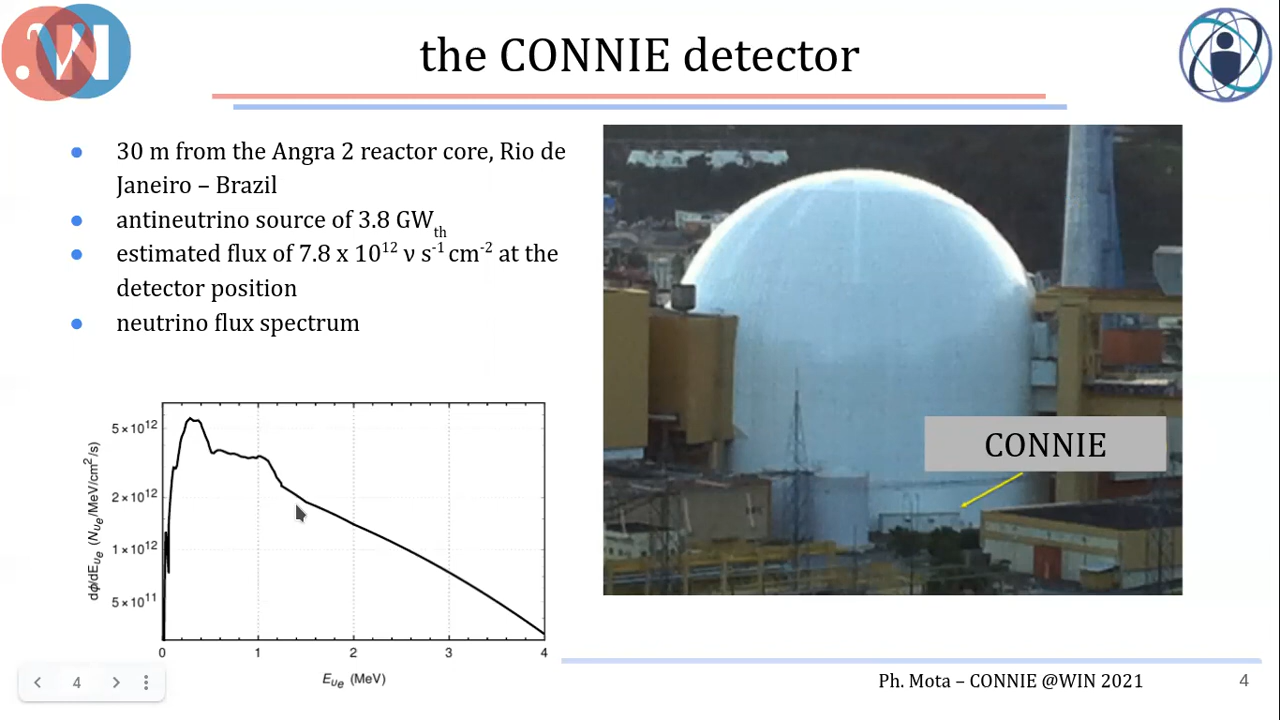 the CONNIE detector
30 m from the Angra 2 reactor core, Rio de
Janeiro – Brazil
antineutrino source of 3.8 GWth
estimated flux of 7.8 x 10¹² ν s⁻¹ cm⁻² at the
detector position
neutrino flux spectrum
CONNIE
dϕ/dEυe (Nυe/MeV/cm²/s)
5×10¹²
2×10¹²
1×10¹²
5×10¹¹
0 1 2 3 4
Eυe (MeV)
4
Ph. Mota – CONNIE @WIN 2021 4